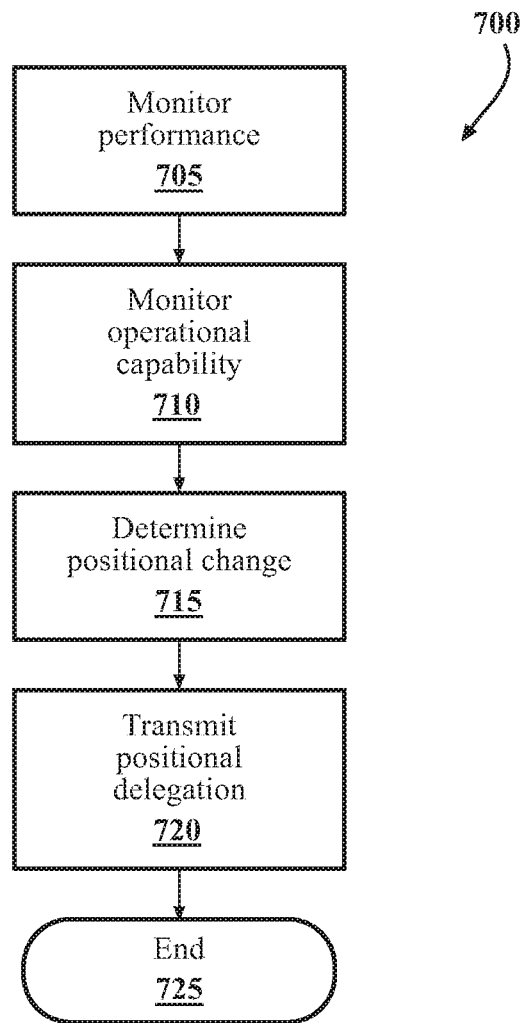 700
Monitor
performance
705
Monitor
operational
capability
710
Determine
positional change
715
Transmit
positional
delegation
720
End
725